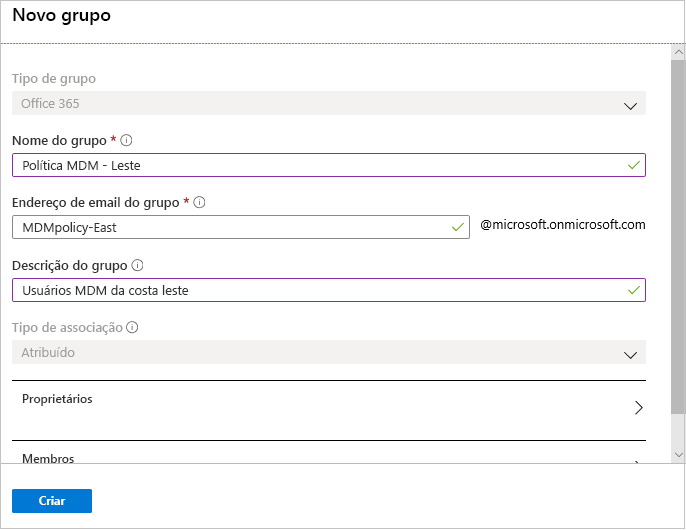 Novo grupo
Tipo de grupo
Office 365
Nome do grupo *
Política MDM - Leste
Endereço de email do grupo *
MDMpolicy-East @microsoft.onmicrosoft.com
Descrição do grupo
Usuários MDM da costa leste
Tipo de associação
Atribuído
Proprietários
Membros
Criar